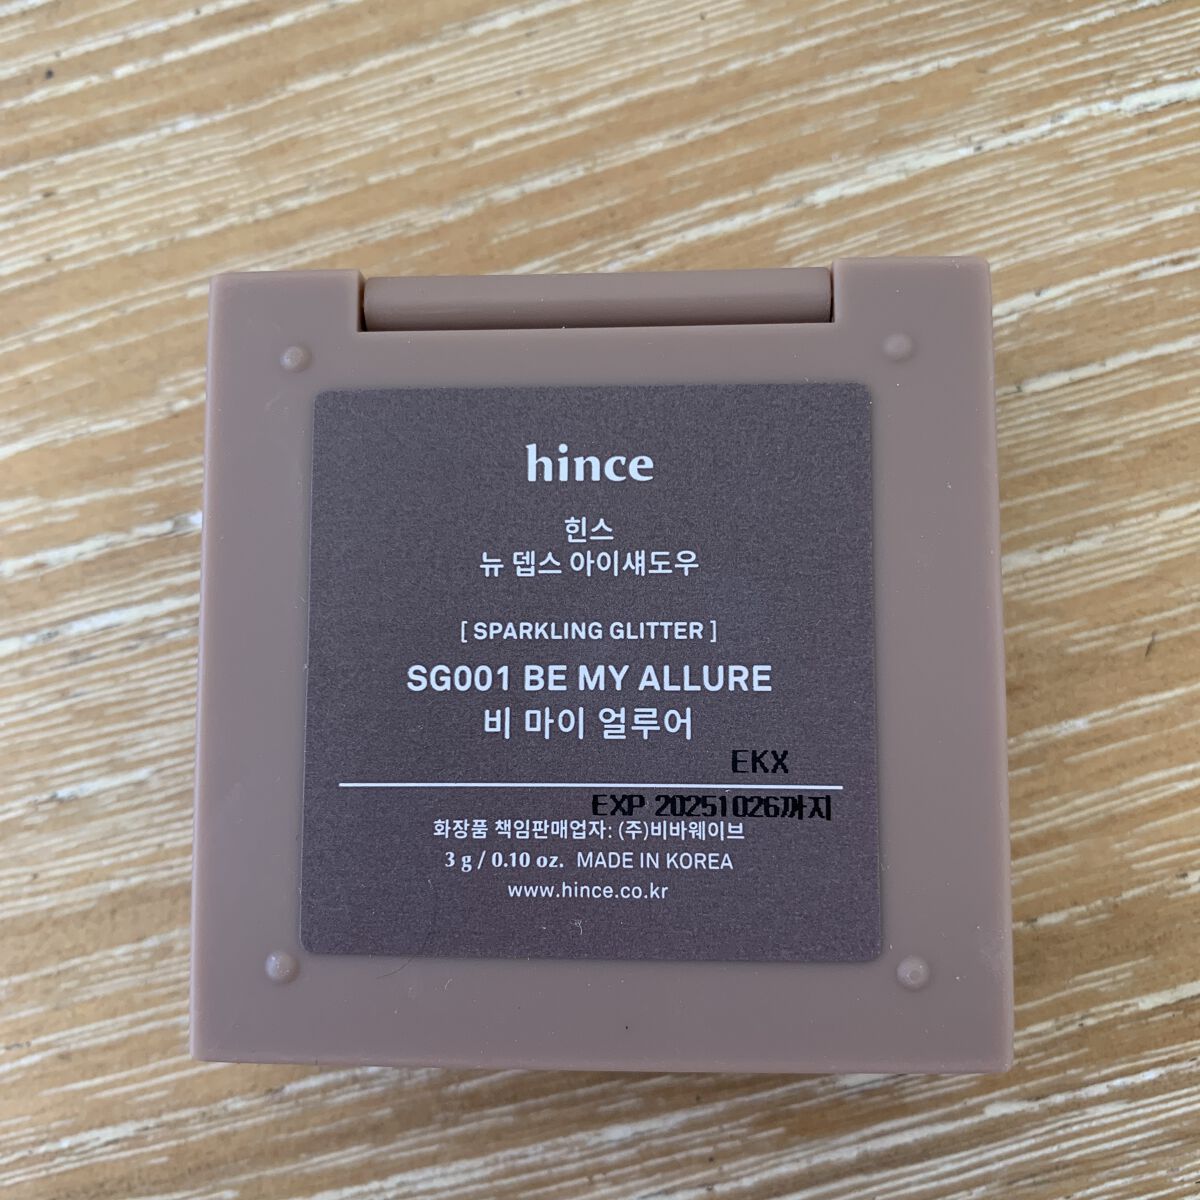 hince
힌스
뉴 뎁스 아이섀도우
[ SPARKLING GLITTER ]
SG001 BE MY ALLURE
비 마이 얼루어
EKX
EXP 20251026까지
화장품 책임판매업자: (주)비바웨이브
3 g / 0.10 oz. MADE IN KOREA
www.hince.co.kr